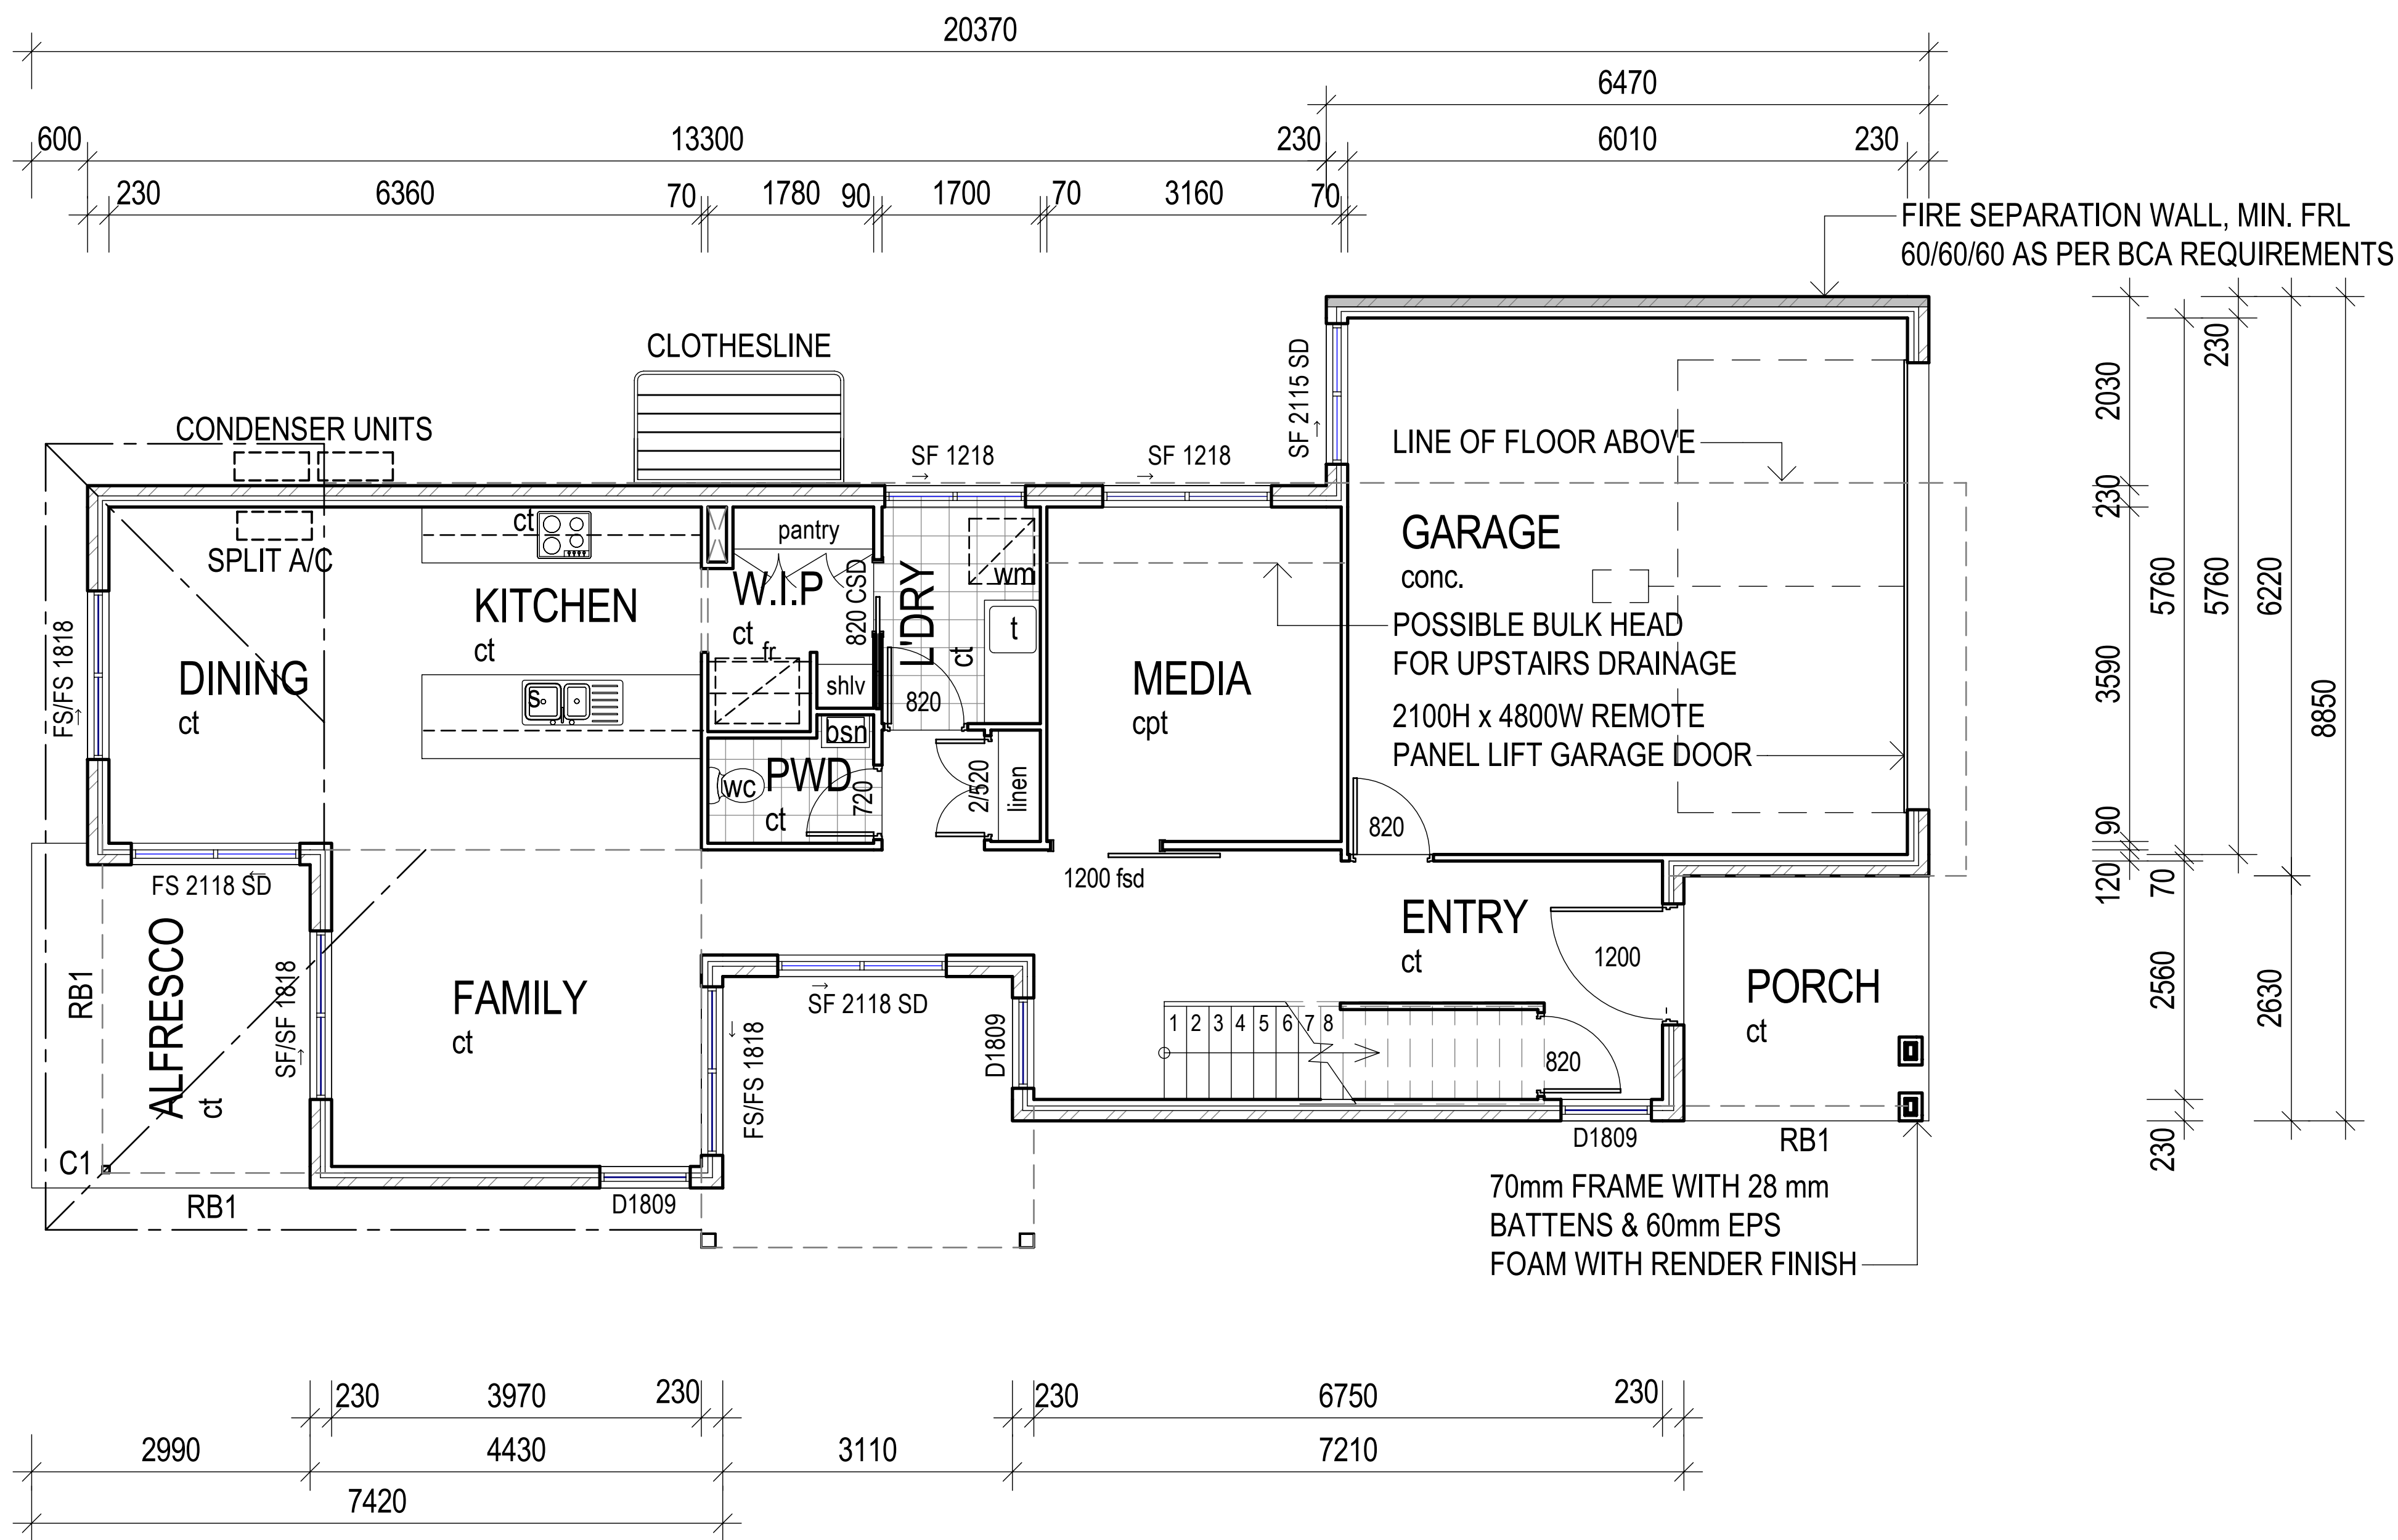 20370
6470
600 13300 230 6010 230
230 6360 70 1780 90 1700 70 3160 70
FIRE SEPARATION WALL, MIN. FRL
60/60/60 AS PER BCA REQUIREMENTS
CLOTHESLINE
CONDENSER UNITS
SF 1218
SF 1218
SF 2115 SD
LINE OF FLOOR ABOVE
SPLIT A/C
ct
pantry
KITCHEN
ct
W.I.P
ct
fr
820 CSD
shlv
L'DRY
ct
wm
t
820
GARAGE
conc.
POSSIBLE BULK HEAD
FOR UPSTAIRS DRAINAGE
2100H x 4800W REMOTE
PANEL LIFT GARAGE DOOR
FS/FS 1818
DINING
ct
s
MEDIA
cpt
bsn
PWD
wc
ct
720
2/520
linen
820
FS 2118 SD
1200 fsd
RB1
ALFRESCO
ct
SF/SF 1818
FAMILY
ct
FS/FS 1818
SF 2118 SD
D1809
ENTRY
ct
1200
PORCH
ct
1 2 3 4 5 6 7 8
820
C1
RB1
D1809
D1809
RB1
70mm FRAME WITH 28 mm
BATTENS & 60mm EPS
FOAM WITH RENDER FINISH
2030
230
3590
90
120
5760
70
2560
230
230
5760
6220
2630
8850
230 3970 230 230 6750 230
2990 4430 3110 7210
7420